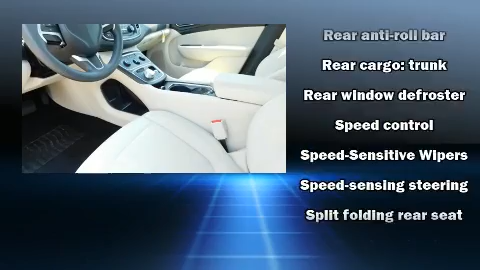 Rear anti-roll bar
Rear cargo: trunk
Rear window defroster
Speed control
Speed-Sensitive Wipers
Speed-sensing steering
Split folding rear seat